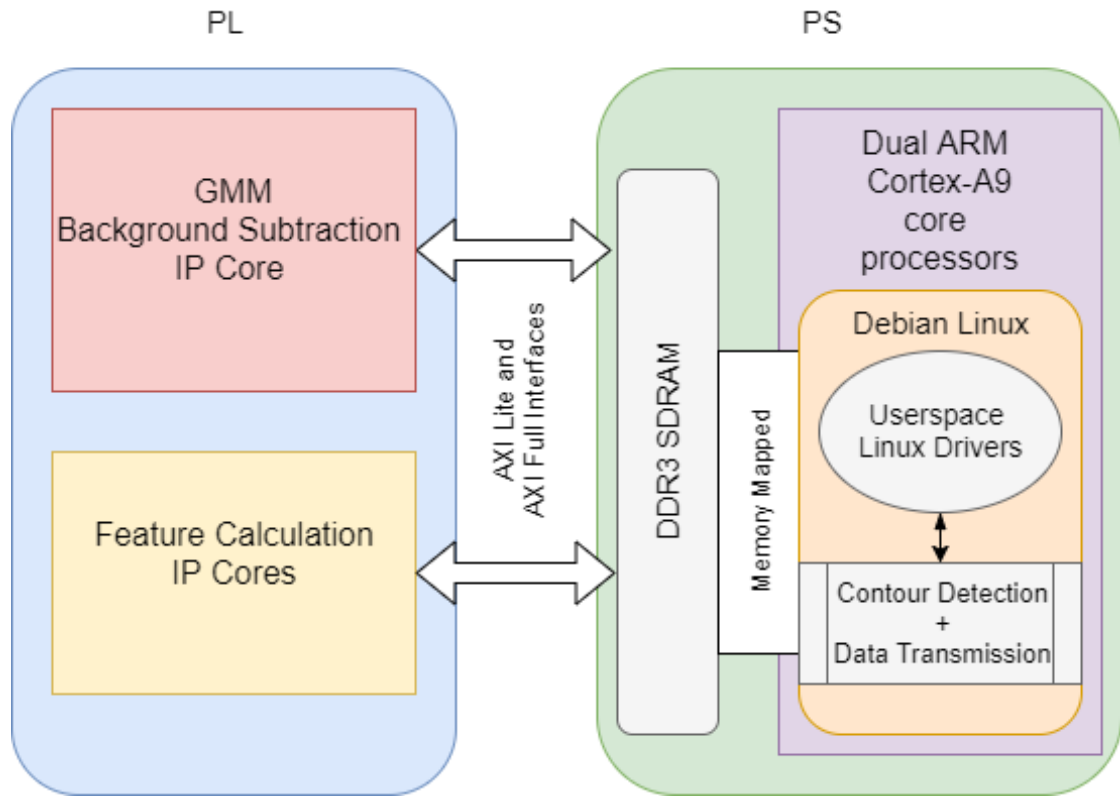 PL
PS
GMM
Background Subtraction
IP Core
Feature Calculation
IP Cores
AXI Lite and
AXI Full Interfaces
DDR3 SDRAM
Memory Mapped
Dual ARM
Cortex-A9
core
processors
Debian Linux
Userspace
Linux Drivers
Contour Detection
+
Data Transmission